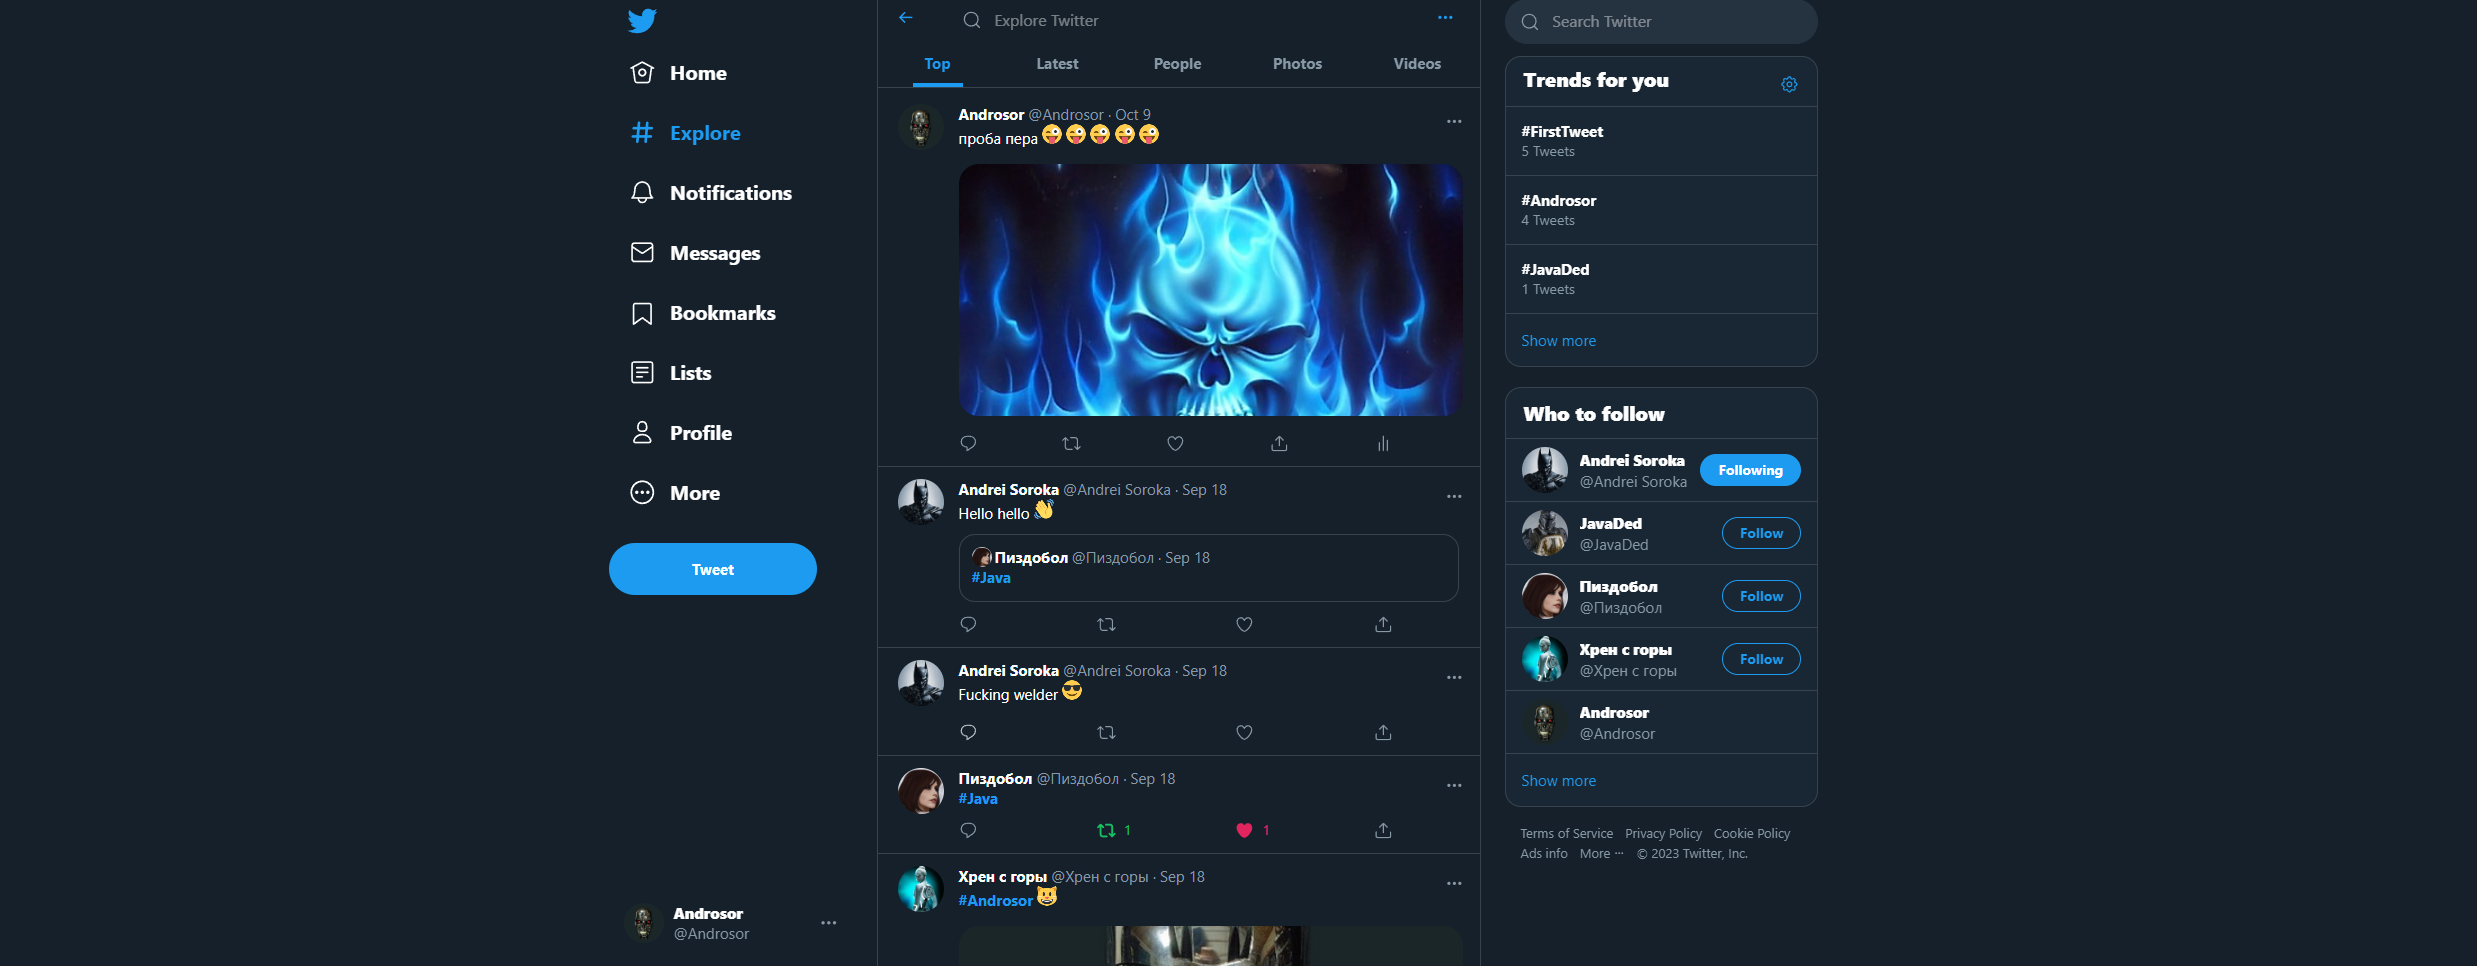 Home
Explore
Notifications
Messages
Bookmarks
Lists
Profile
More
Tweet
Androsor
@Androsor
Explore Twitter
Top Latest People Photos Videos
Androsor @Androsor · Oct 9
проба пера 😜😜😜😜😜
Andrei Soroka @Andrei Soroka · Sep 18
Hello hello 👋
Пиздобол @Пиздобол · Sep 18
#Java
Andrei Soroka @Andrei Soroka · Sep 18
Fucking welder 😎
Пиздобол @Пиздобол · Sep 18
#Java
1 1
Хрен с горы @Хрен с горы · Sep 18
#Androsor 😸
Search Twitter
Trends for you
#FirstTweet
5 Tweets
#Androsor
4 Tweets
#JavaDed
1 Tweets
Show more
Who to follow
Andrei Soroka
@Andrei Soroka
Following
JavaDed
@JavaDed
Follow
Пиздобол
@Пиздобол
Follow
Хрен с горы
@Хрен с горы
Follow
Androsor
@Androsor
Show more
Terms of Service Privacy Policy Cookie Policy
Ads info More ··· © 2023 Twitter, Inc.